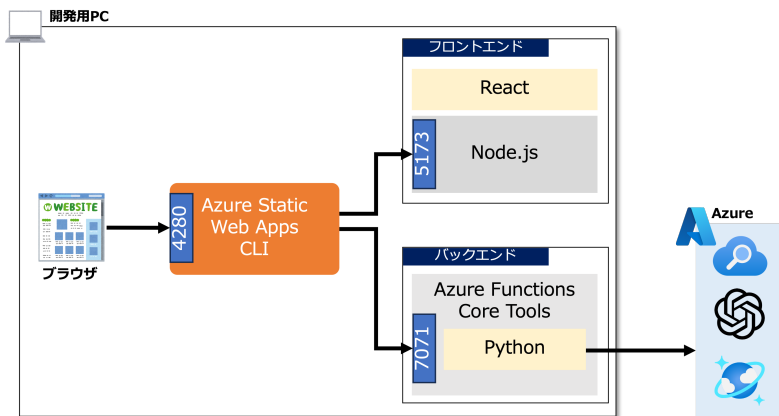 開発用PC
フロントエンド
React
5173
Node.js
WEBSITE
ブラウザ
4280
Azure Static
Web Apps
CLI
バックエンド
Azure Functions
Core Tools
7071
Python
Azure